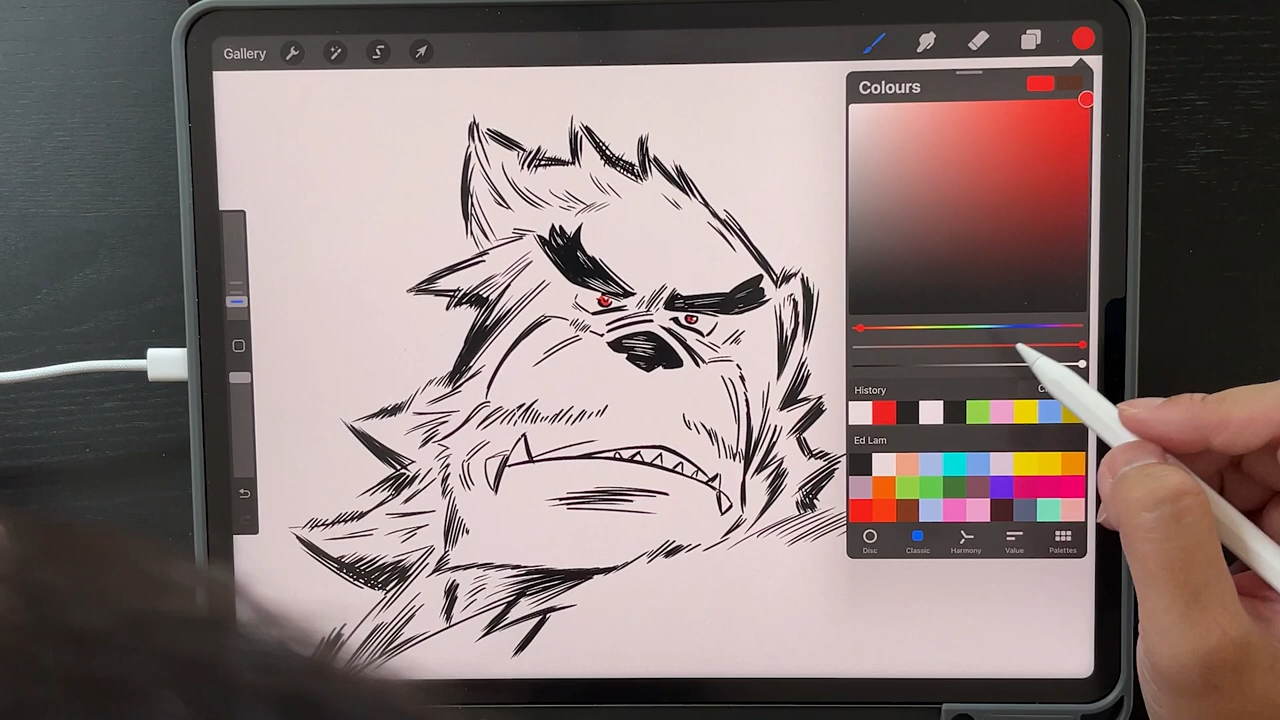 Gallery
Colours
History
Ed Lam
Disc
Classic
Harmony
Value
Palettes